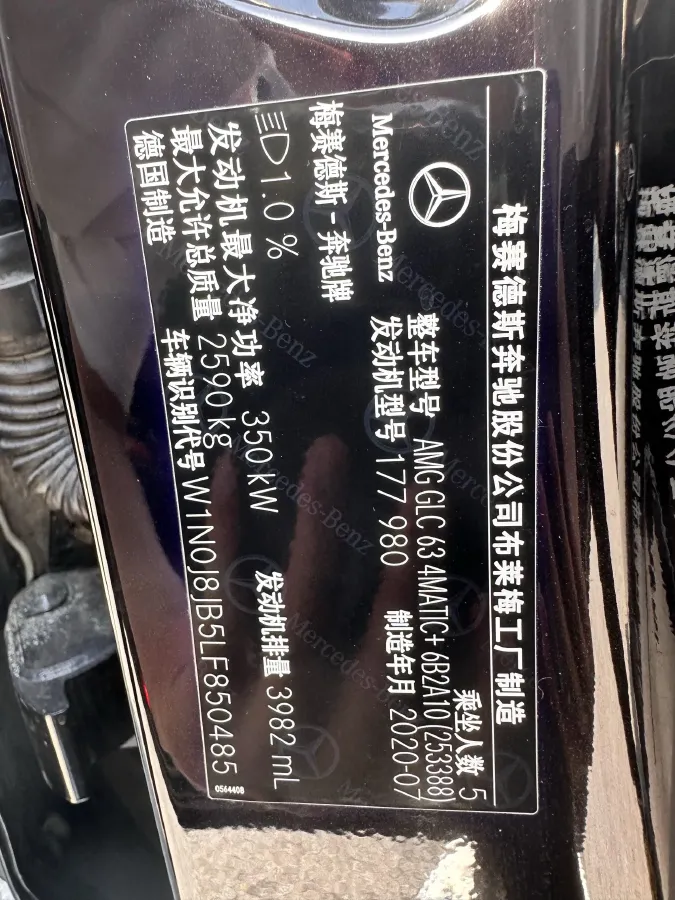 梅赛德斯奔驰股份公司布莱梅工厂制造
Mercedes-Benz
整车型号 AMG GLC 63 4MATIC+ 6B2A10(253388)
乘坐人数 5
梅赛德斯-奔驰牌
发动机型号 177 980
制造年月 2020-07
1.0 %
发动机最大净功率 350 kW
发动机排量 3982 mL
最大允许总质量 2590 kg
德国制造
车辆识别代号 W1N0J8JB5LF850485
0564408